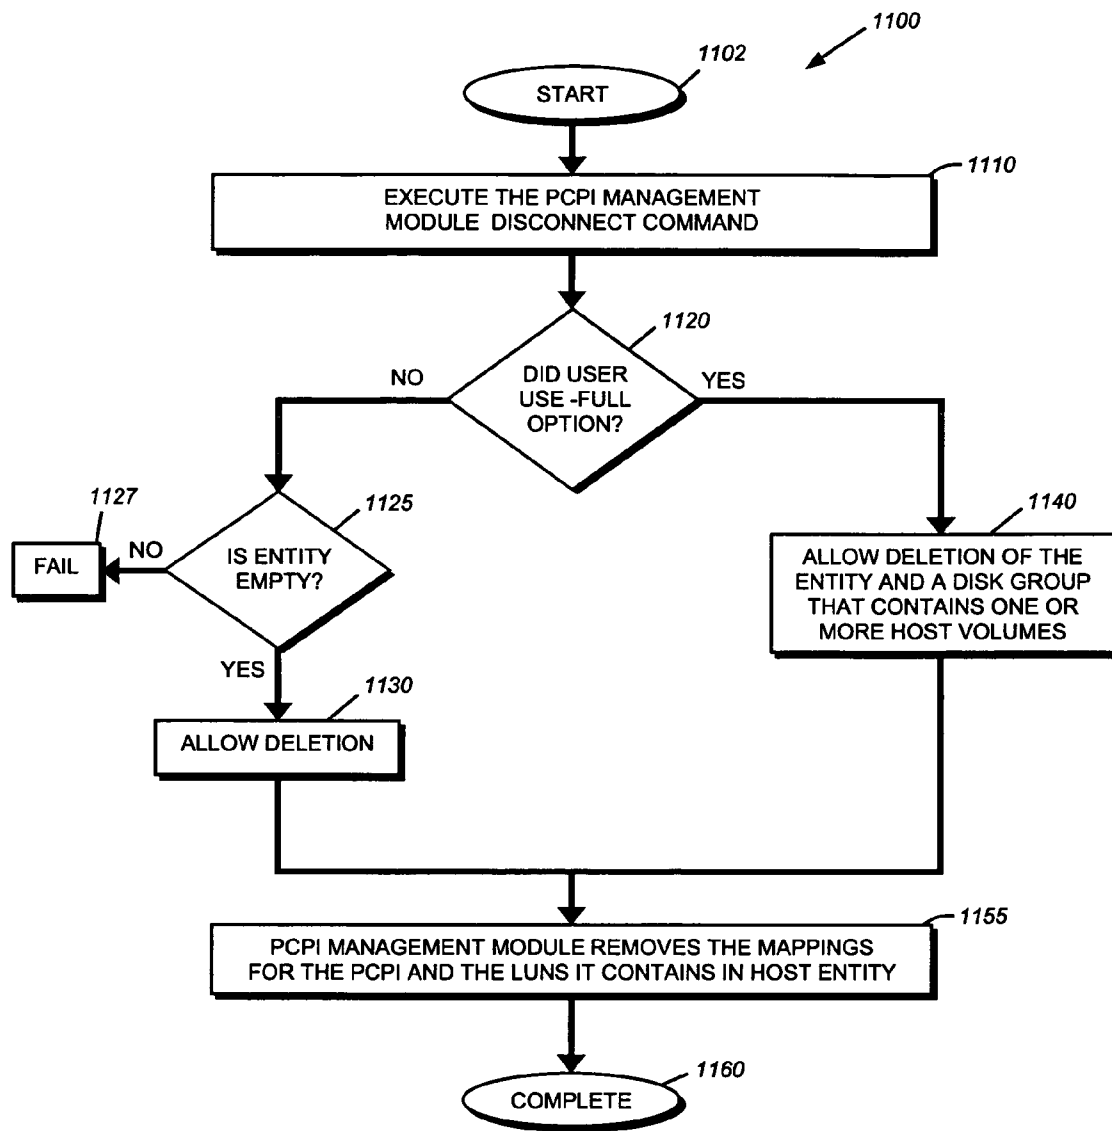 1100
1102
START
1110
EXECUTE THE PCPI MANAGEMENT
MODULE DISCONNECT COMMAND
1120
NO
DID USER
USE -FULL
OPTION?
YES
1127
1125
1140
FAIL
NO
IS ENTITY
EMPTY?
ALLOW DELETION OF THE
ENTITY AND A DISK GROUP
THAT CONTAINS ONE OR
MORE HOST VOLUMES
YES
1130
ALLOW DELETION
1155
PCPI MANAGEMENT MODULE REMOVES THE MAPPINGS
FOR THE PCPI AND THE LUNS IT CONTAINS IN HOST ENTITY
1160
COMPLETE